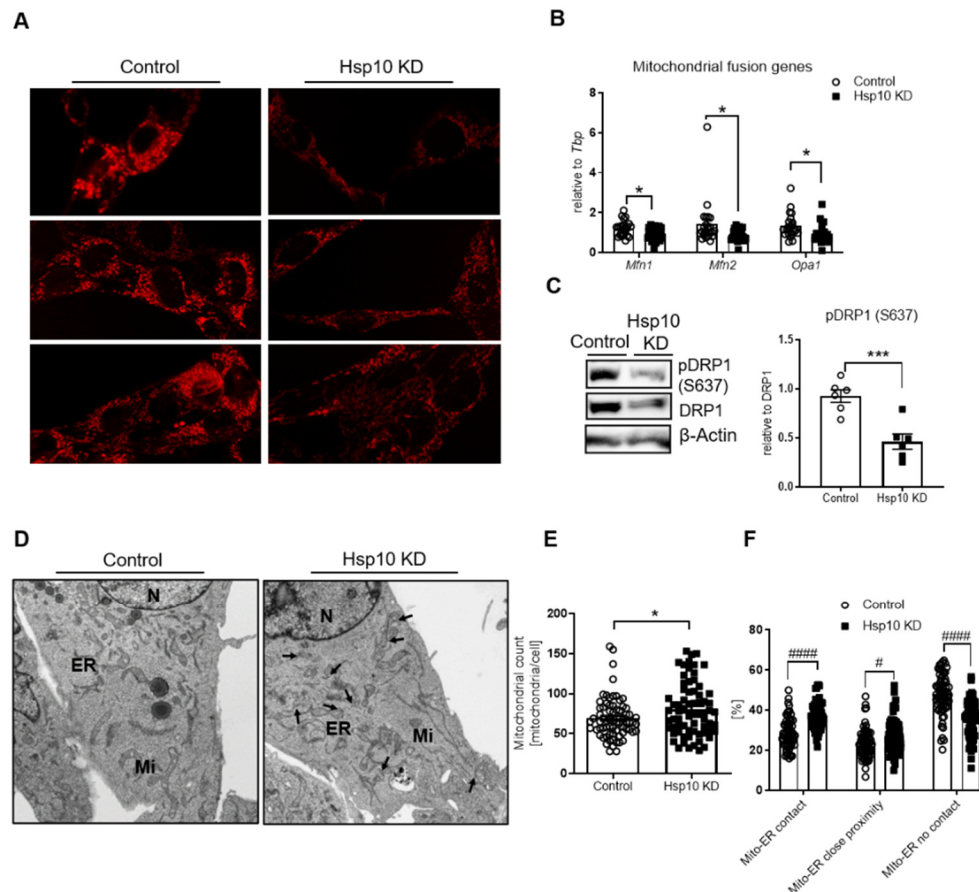 A
Control
Hsp10 KD
B
Mitochondrial fusion genes
Control
Hsp10 KD
relative to Tbp
8
6
4
2
0
*
*
*
Mfn1
Mfn2
Opa1
C
Control
Hsp10
KD
pDRP1
(S637)
DRP1
β-Actin
pDRP1 (S637)
relative to DRP1
1.5
1.0
0.5
0.0
***
Control
Hsp10 KD
D
Control
Hsp10 KD
N
ER
Mi
N
ER
Mi
E
Mitochondrial count
[mitochondria/cell]
200
150
100
50
0
*
Control
Hsp10 KD
F
Control
Hsp10 KD
[%]
80
60
40
20
0
####
#
####
Mito-ER contact
Mito-ER close proximity
Mito-ER no contact